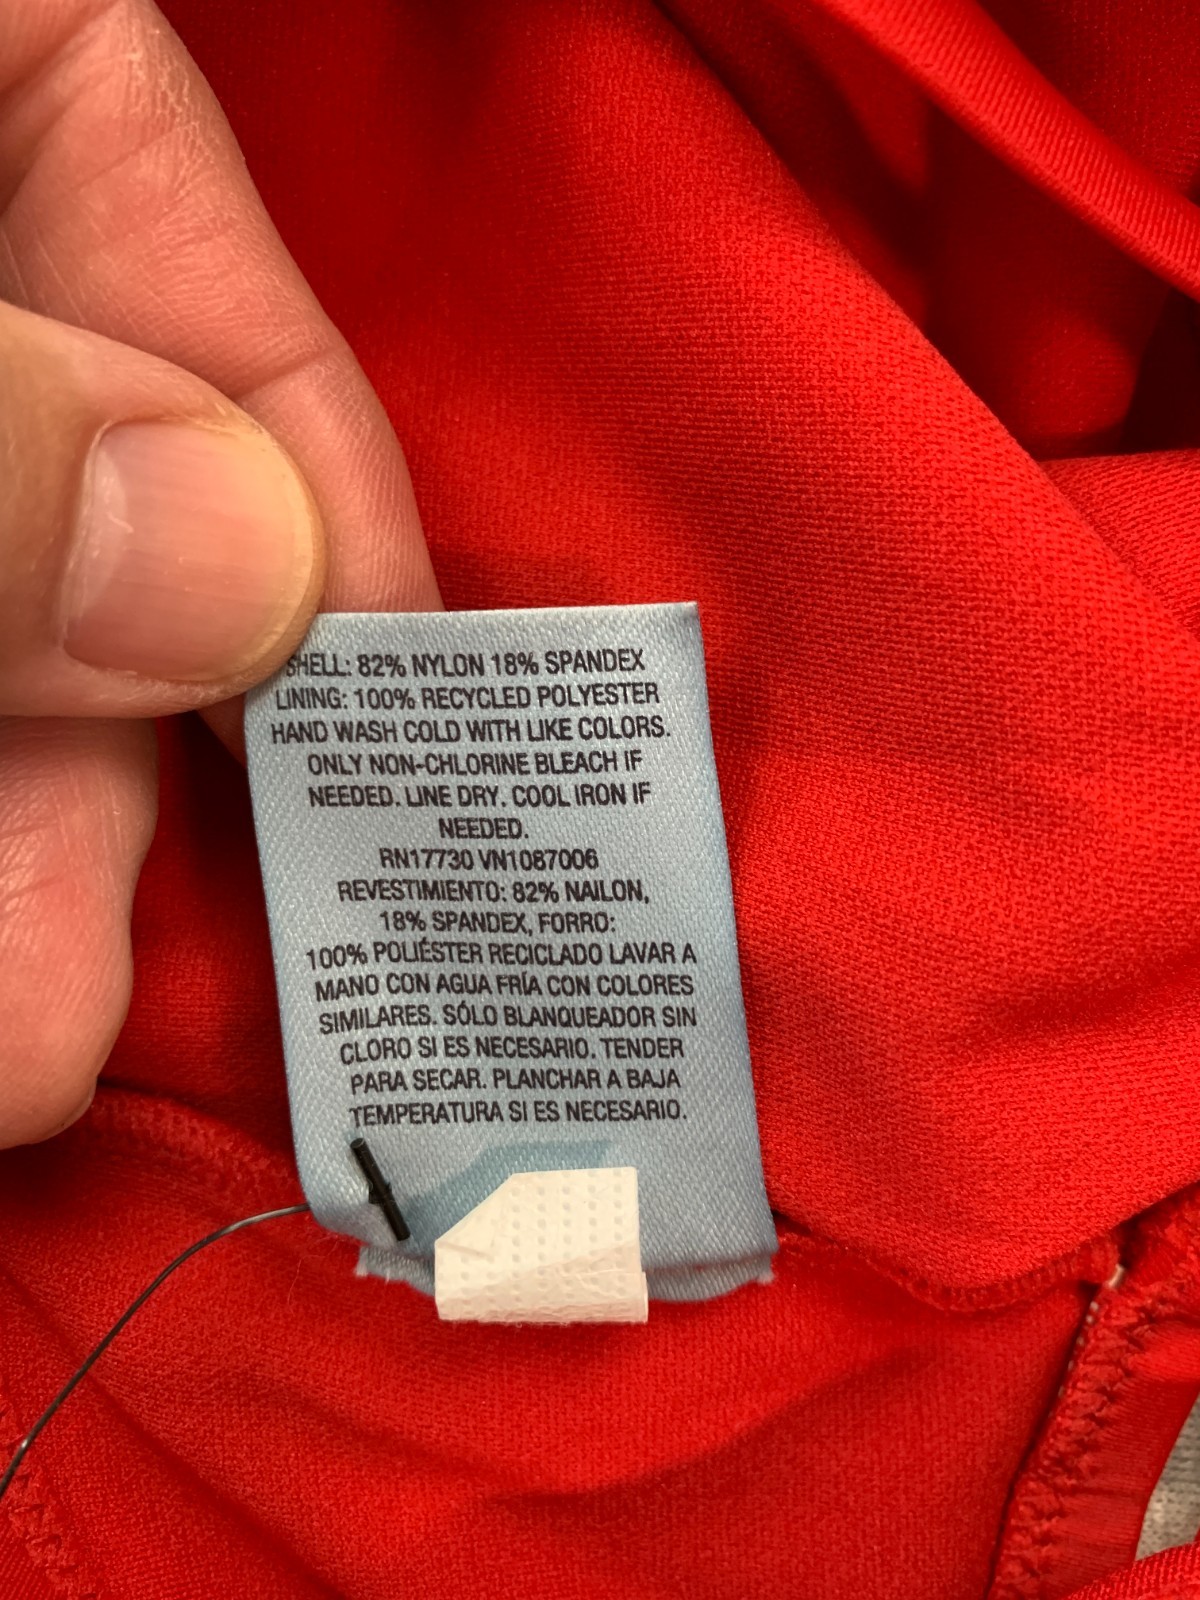 SHELL: 82% NYLON 18% SPANDEX
LINING: 100% RECYCLED POLYESTER
HAND WASH COLD WITH LIKE COLORS.
ONLY NON-CHLORINE BLEACH IF
NEEDED. LINE DRY. COOL IRON IF
NEEDED.
RN17730 VN1087006
REVESTIMIENTO: 82% NAILON,
18% SPANDEX, FORRO:
100% POLIÉSTER RECICLADO LAVAR A
MANO CON AGUA FRÍA CON COLORES
SIMILARES. SÓLO BLANQUEADOR SIN
CLORO SI ES NECESARIO. TENDER
PARA SECAR. PLANCHAR A BAJA
TEMPERATURA SI ES NECESARIO.